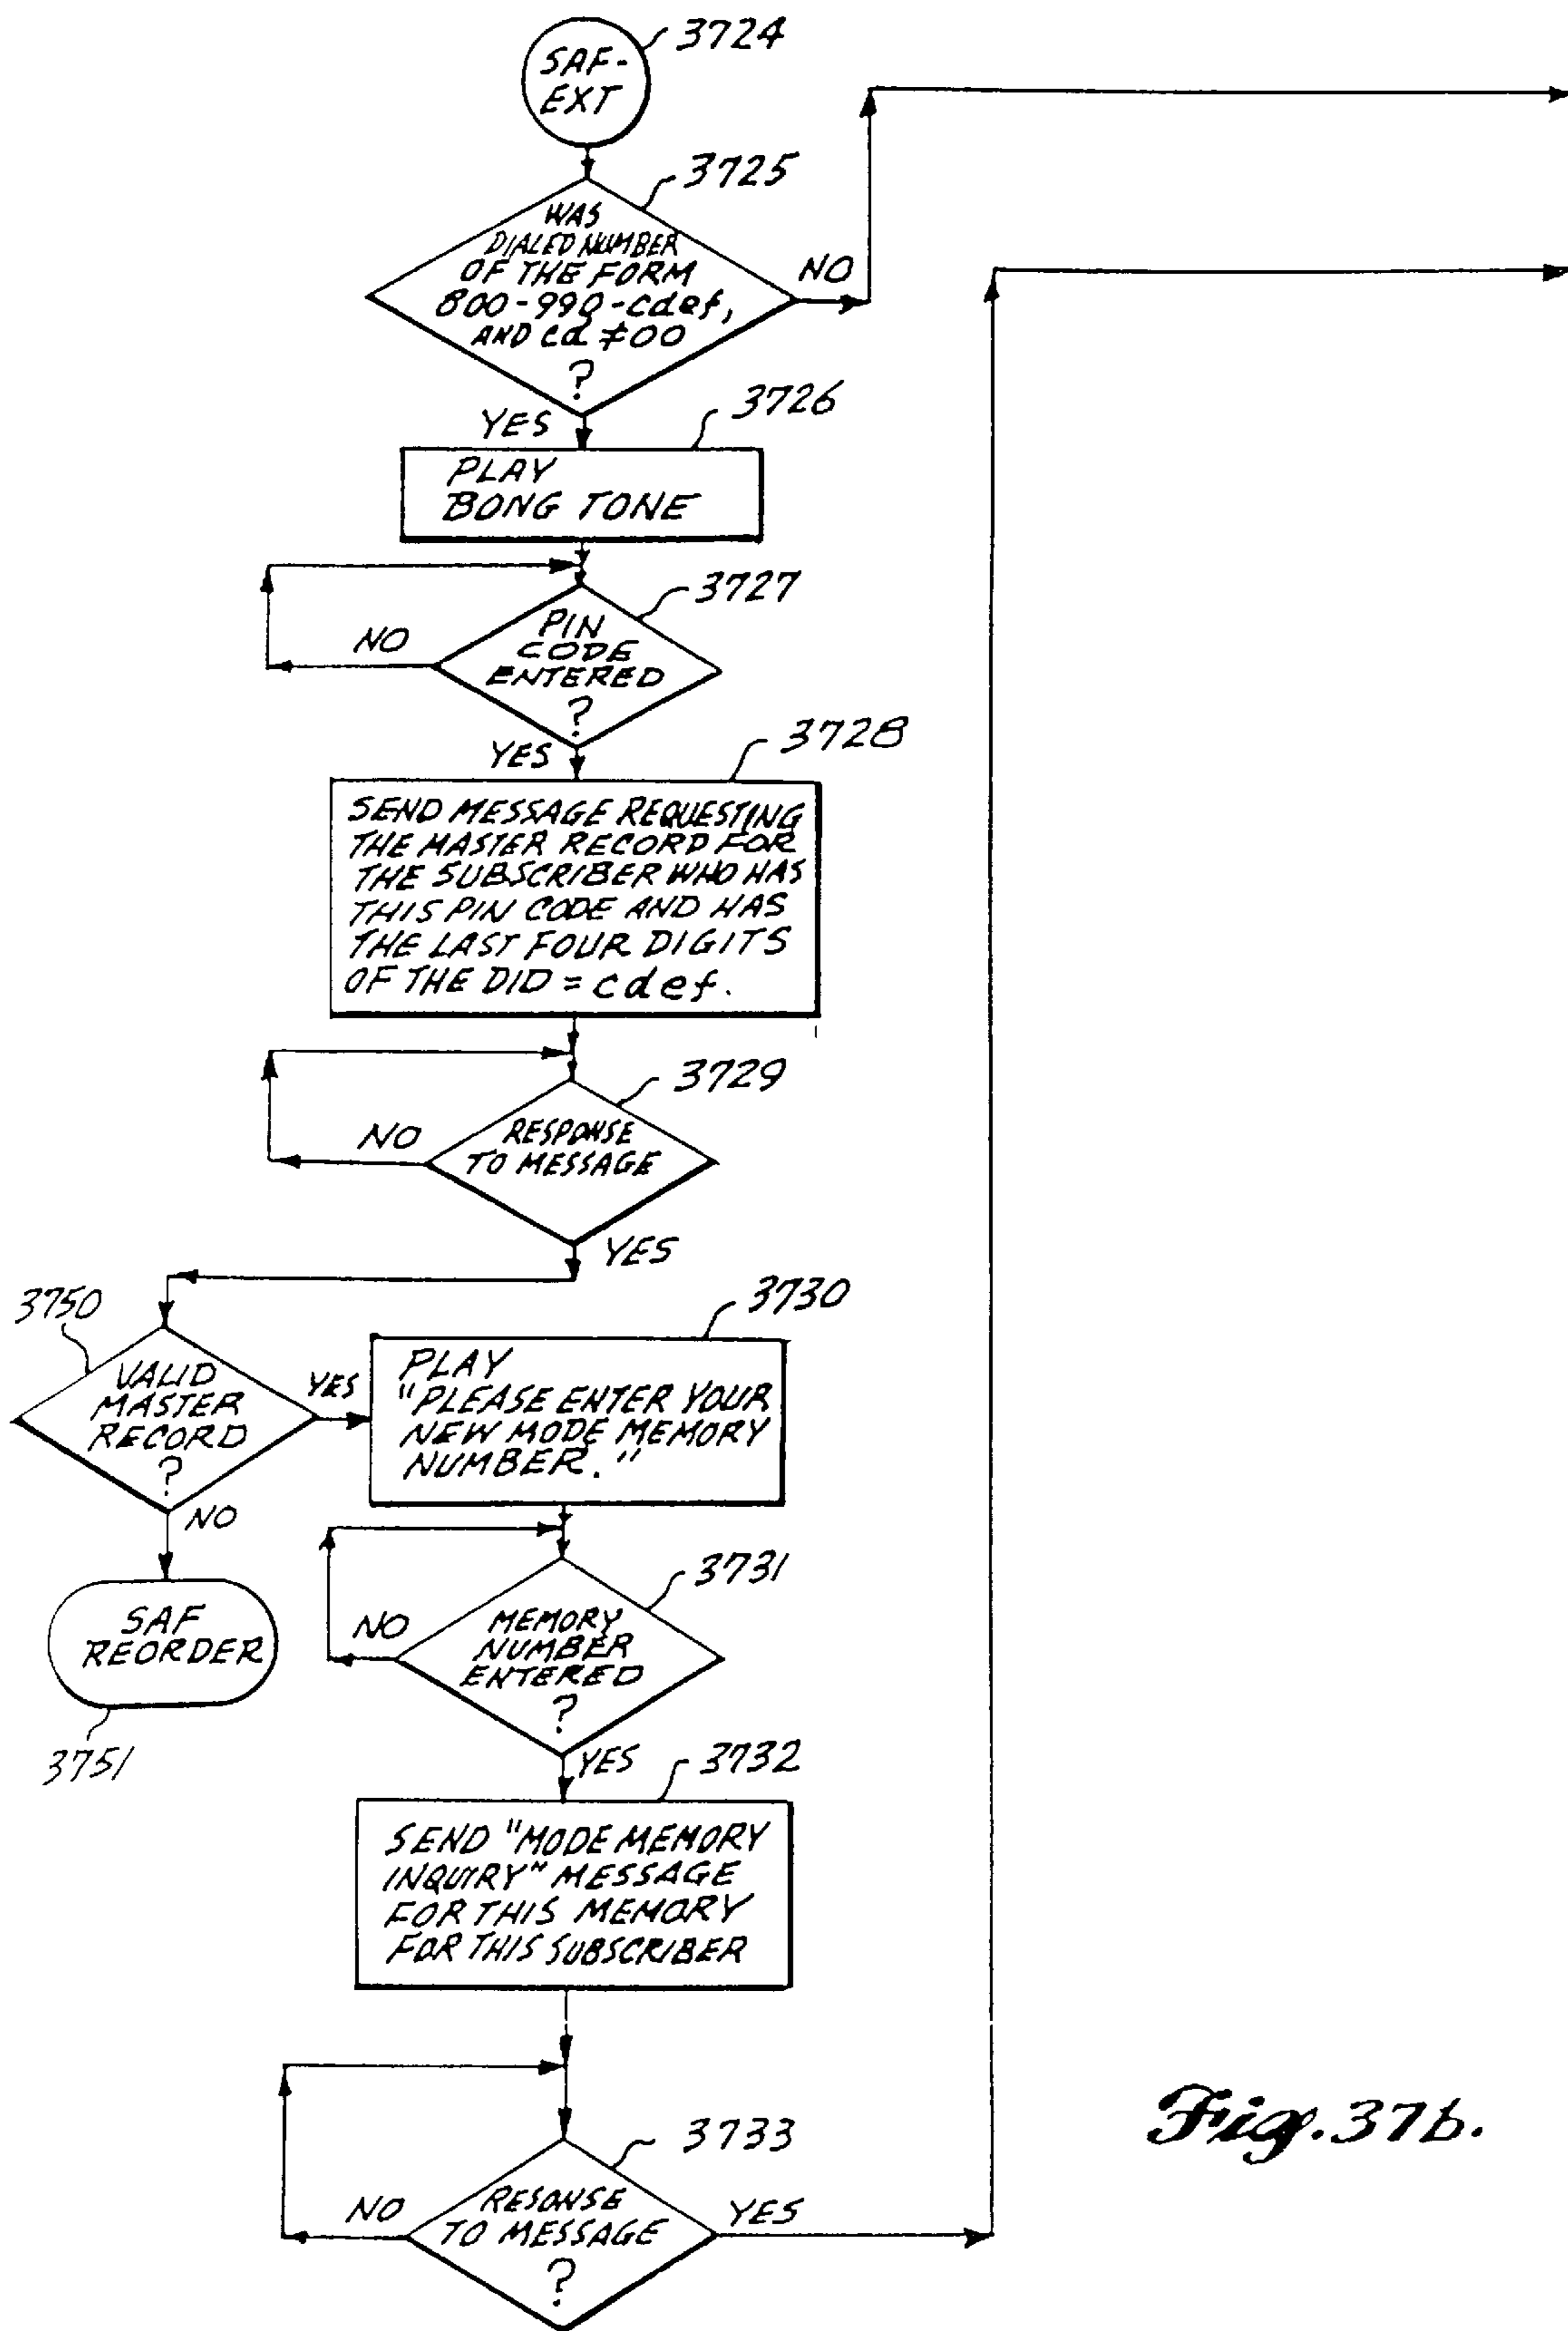 3724
SAF-
EXT
3725
WAS
DIALED NUMBER
OF THE FORM
800-990-cdef,
AND cd ≠ 00
?
NO
YES
3726
PLAY
BONG TONE
3727
PIN
CODE
ENTERED
?
NO
YES
3728
SEND MESSAGE REQUESTING
THE MASTER RECORD FOR
THE SUBSCRIBER WHO HAS
THIS PIN CODE AND HAS
THE LAST FOUR DIGITS
OF THE DID = cdef.
3729
RESPONSE
TO MESSAGE
NO
YES
3750
VALID
MASTER
RECORD
?
YES
NO
SAF
REORDER
3751
3730
PLAY
"PLEASE ENTER YOUR
NEW MODE MEMORY
NUMBER."
3731
MEMORY
NUMBER
ENTERED
?
NO
YES
3732
SEND "MODE MEMORY
INQUIRY" MESSAGE
FOR THIS MEMORY
FOR THIS SUBSCRIBER
3733
RESONSE
TO MESSAGE
?
NO
YES
Fig. 37b.